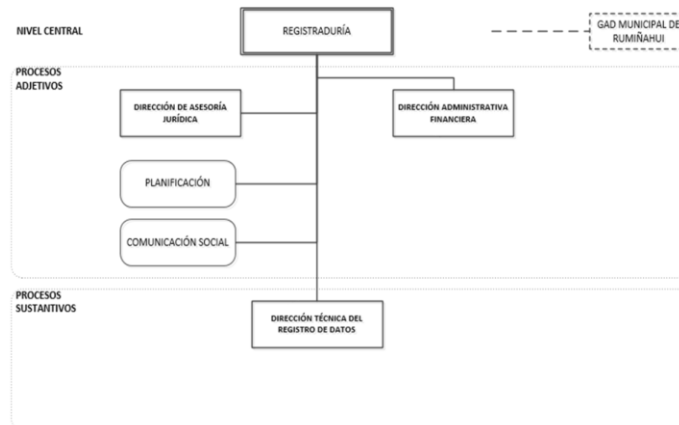 NIVEL CENTRAL
REGISTRADURÍA
GAD MUNICIPAL DE
RUMIÑAHUI
PROCESOS
ADJETIVOS
DIRECCIÓN DE ASESORÍA
JURÍDICA
DIRECCIÓN ADMINISTRATIVA
FINANCIERA
PLANIFICACIÓN
COMUNICACIÓN SOCIAL
PROCESOS
SUSTANTIVOS
DIRECCIÓN TÉCNICA DEL
REGISTRO DE DATOS